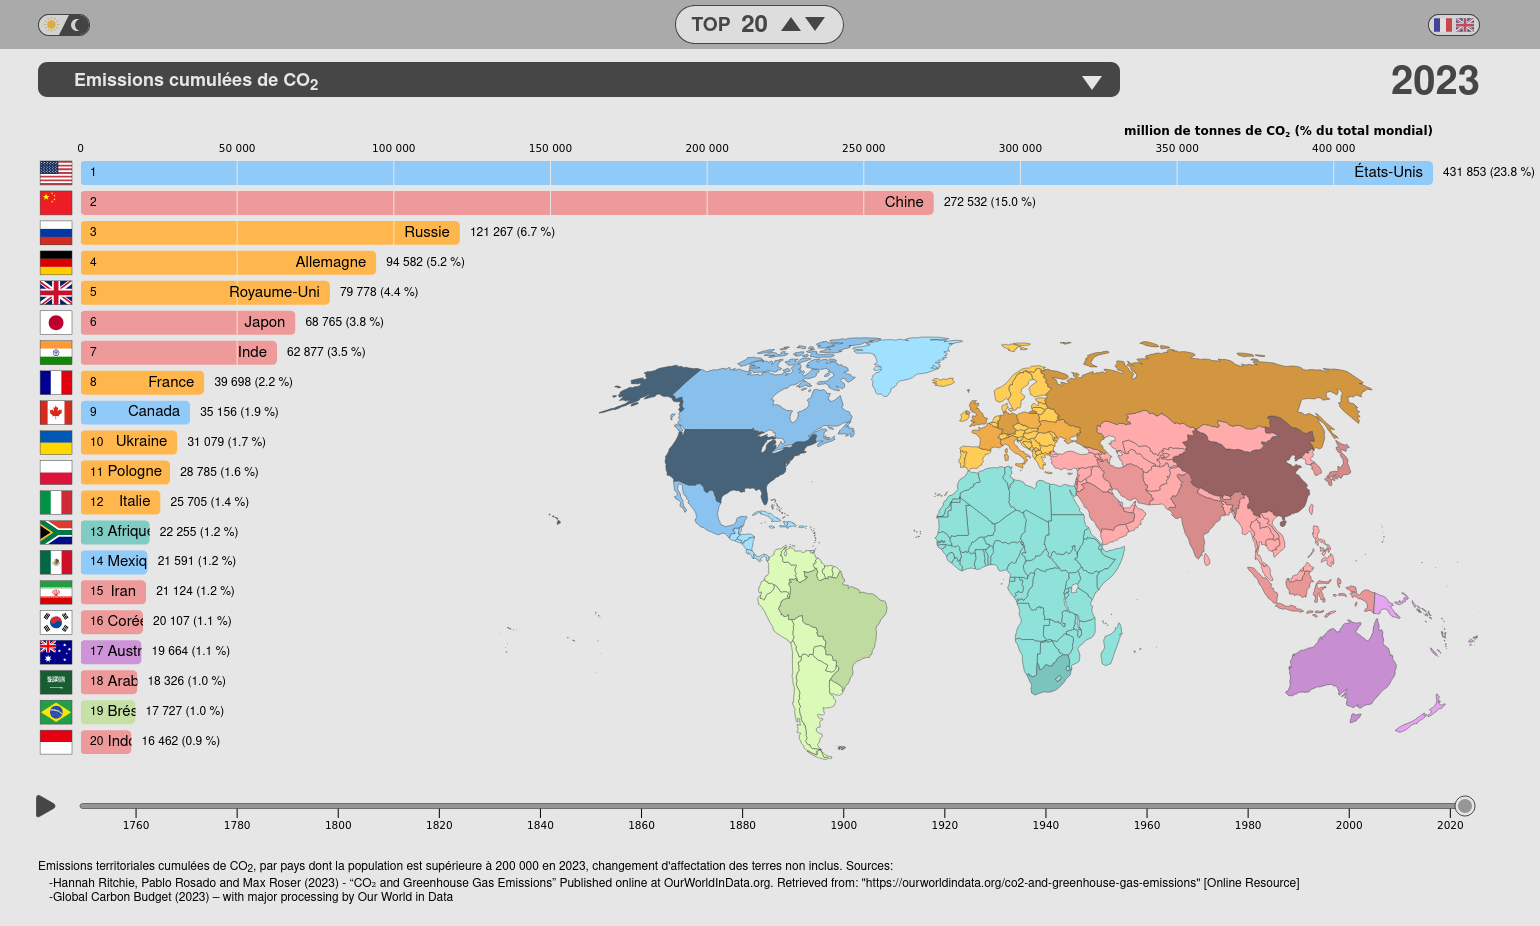 TOP 20
Emissions cumulées de CO₂
2023
million de tonnes de CO₂ (% du total mondial)
0 50 000 100 000 150 000 200 000 250 000 300 000 350 000 400 000
1 États-Unis 431 853 (23.8 %)
2 Chine 272 532 (15.0 %)
3 Russie 121 267 (6.7 %)
4 Allemagne 94 582 (5.2 %)
5 Royaume-Uni 79 778 (4.4 %)
6 Japon 68 765 (3.8 %)
7 Inde 62 877 (3.5 %)
8 France 39 698 (2.2 %)
9 Canada 35 156 (1.9 %)
10 Ukraine 31 079 (1.7 %)
11 Pologne 28 785 (1.6 %)
12 Italie 25 705 (1.4 %)
13 Afrique 22 255 (1.2 %)
14 Mexiq 21 591 (1.2 %)
15 Iran 21 124 (1.2 %)
16 Corée 20 107 (1.1 %)
17 Austr 19 664 (1.1 %)
18 Arab 18 326 (1.0 %)
19 Brés 17 727 (1.0 %)
20 Indo 16 462 (0.9 %)
1760 1780 1800 1820 1840 1860 1880 1900 1920 1940 1960 1980 2000 2020
Emissions territoriales cumulées de CO₂, par pays dont la population est supérieure à 200 000 en 2023, changement d'affectation des terres non inclus. Sources:
-Hannah Ritchie, Pablo Rosado and Max Roser (2023) - “CO₂ and Greenhouse Gas Emissions” Published online at OurWorldInData.org. Retrieved from: "https://ourworldindata.org/co2-and-greenhouse-gas-emissions" [Online Resource]
-Global Carbon Budget (2023) – with major processing by Our World in Data